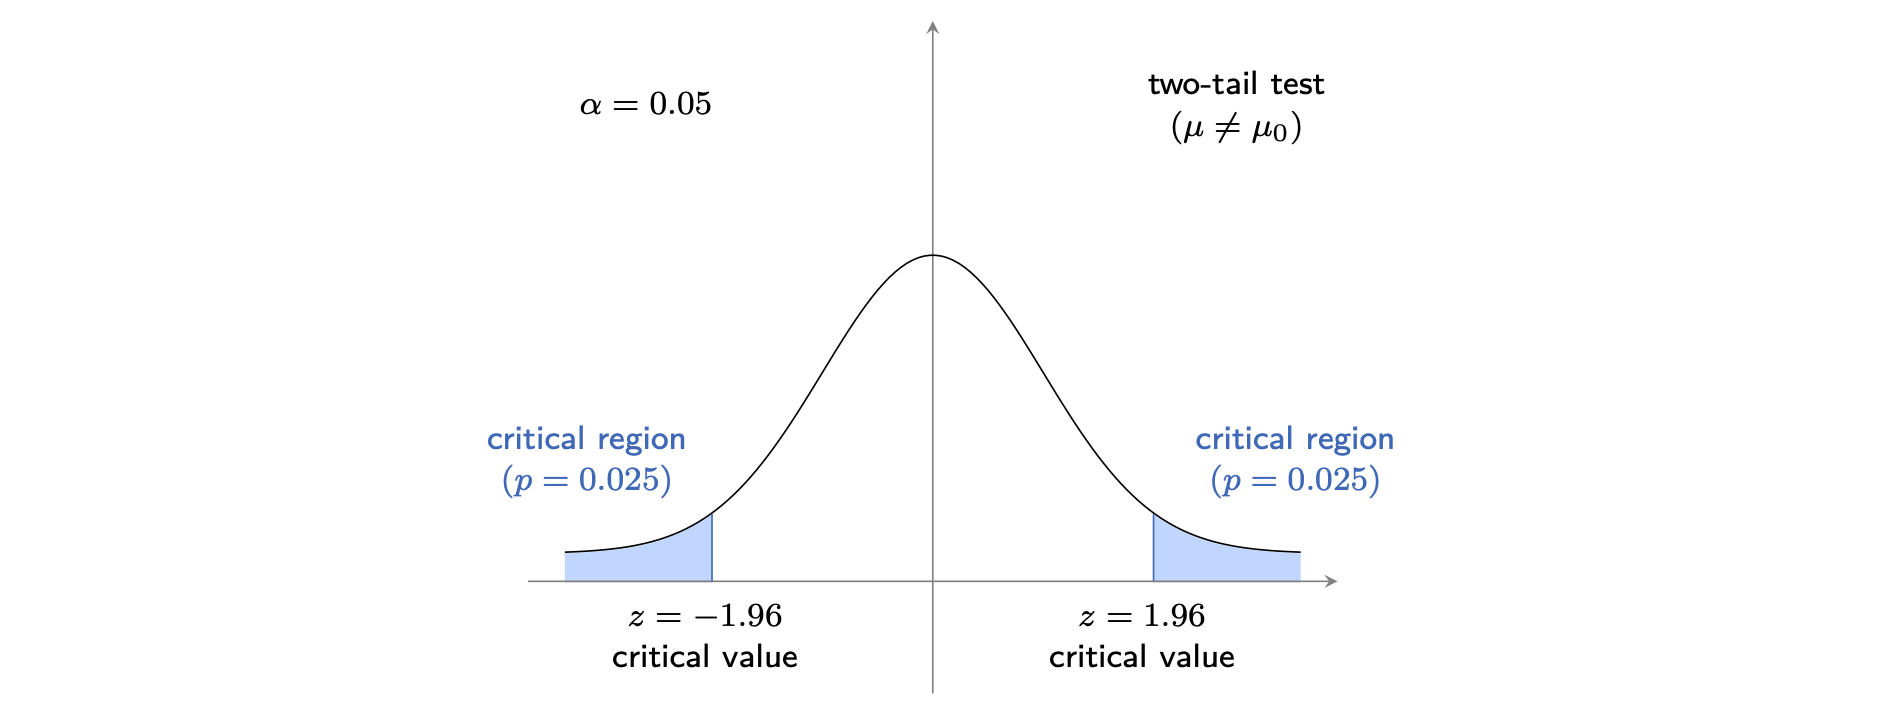 α = 0.05
two-tail test
(μ ≠ μ₀)
critical region
(p = 0.025)
critical region
(p = 0.025)
z = −1.96
critical value
z = 1.96
critical value